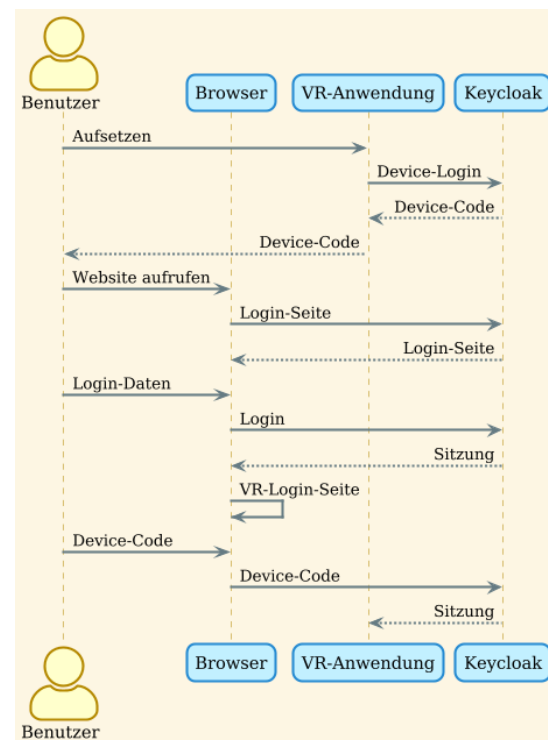 Benutzer
Browser
VR-Anwendung
Keycloak
Aufsetzen
Device-Login
Device-Code
Device-Code
Website aufrufen
Login-Seite
Login-Seite
Login-Daten
Login
Sitzung
VR-Login-Seite
Device-Code
Device-Code
Sitzung
Browser
VR-Anwendung
Keycloak
Benutzer